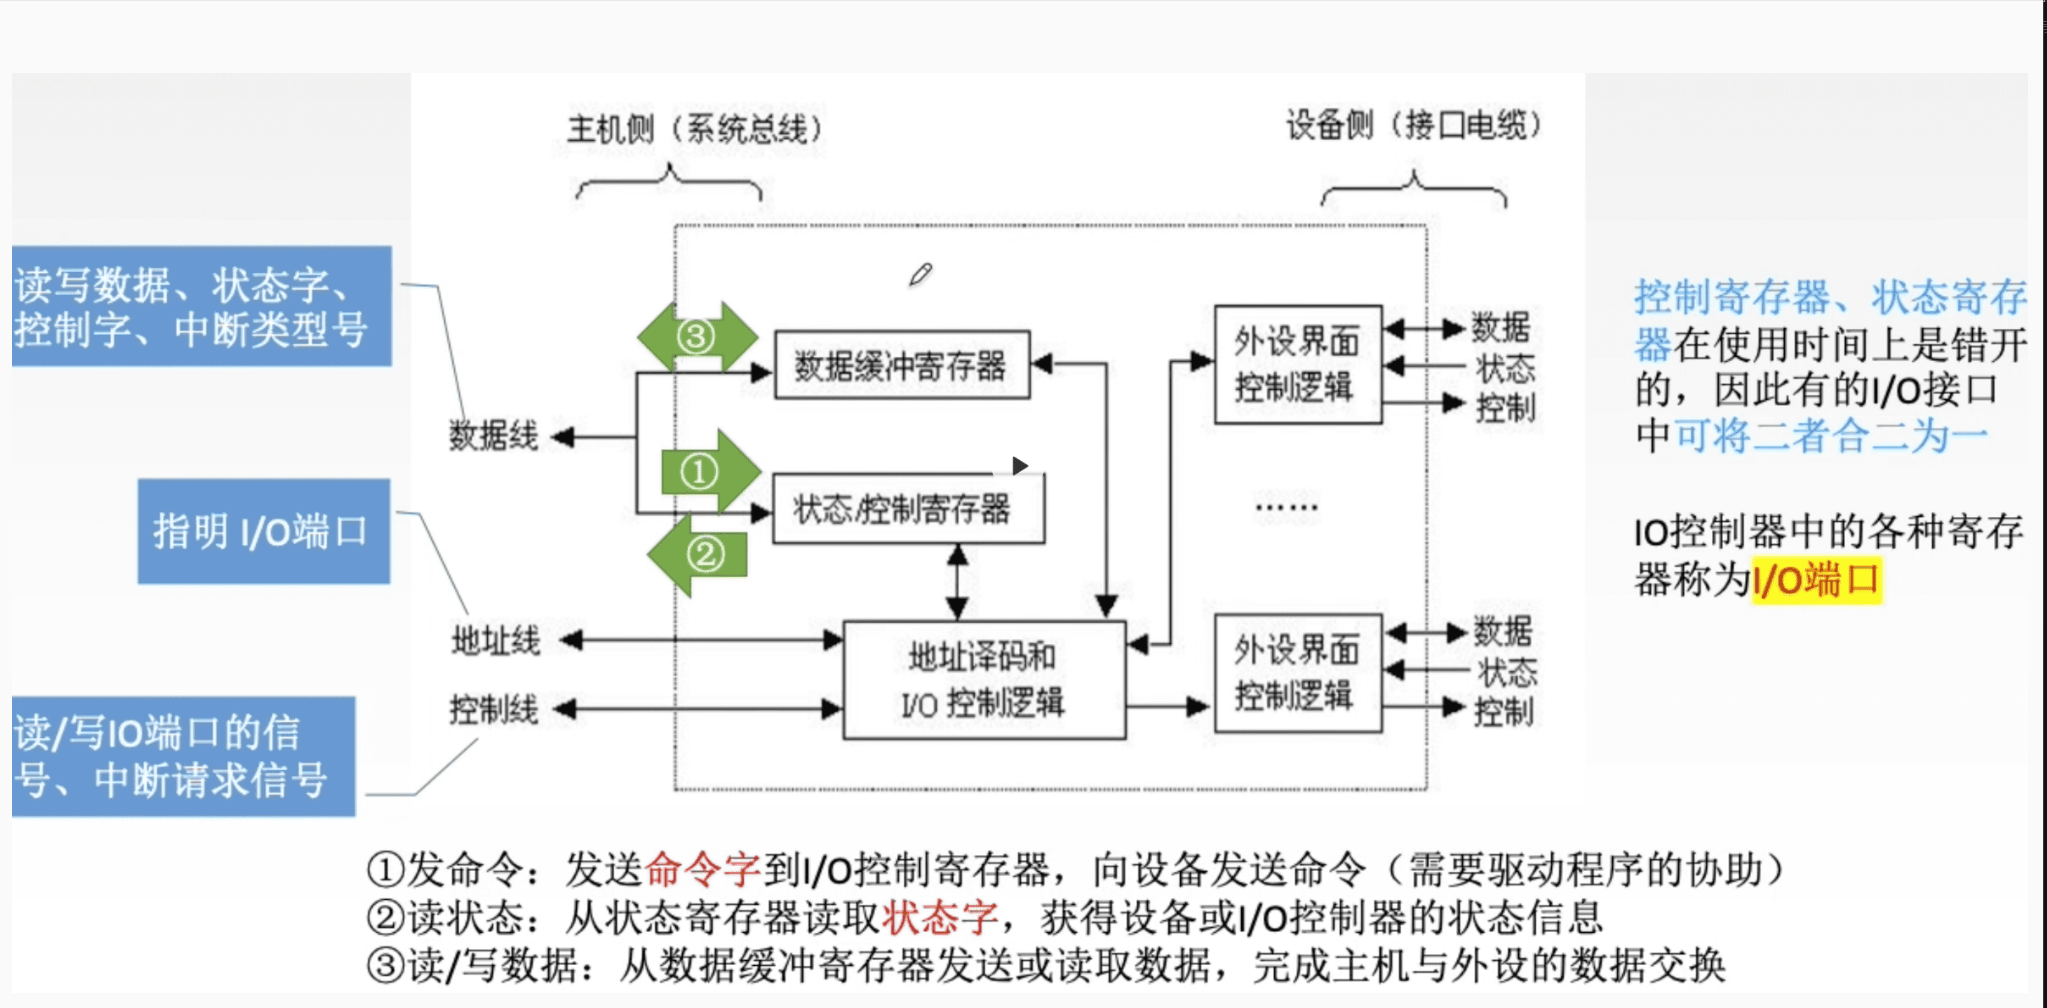 主机侧（系统总线）
设备侧（接口电缆）
读写数据、状态字、
控制字、中断类型号
③
数据缓冲寄存器
外设界面
控制逻辑
数据
状态
控制
控制寄存器、状态寄存
器在使用时间上是错开
的，因此有的I/O接口
中可将二者合二为一
数据线
①
状态/控制寄存器
②
……
指明 I/O端口
IO控制器中的各种寄存
器称为I/O端口
地址线
控制线
地址译码和
I/O 控制逻辑
外设界面
控制逻辑
数据
状态
控制
读/写IO端口的信
号、中断请求信号
①发命令：发送命令字到I/O控制寄存器，向设备发送命令（需要驱动程序的协助）
②读状态：从状态寄存器读取状态字，获得设备或I/O控制器的状态信息
③读/写数据：从数据缓冲寄存器发送或读取数据，完成主机与外设的数据交换